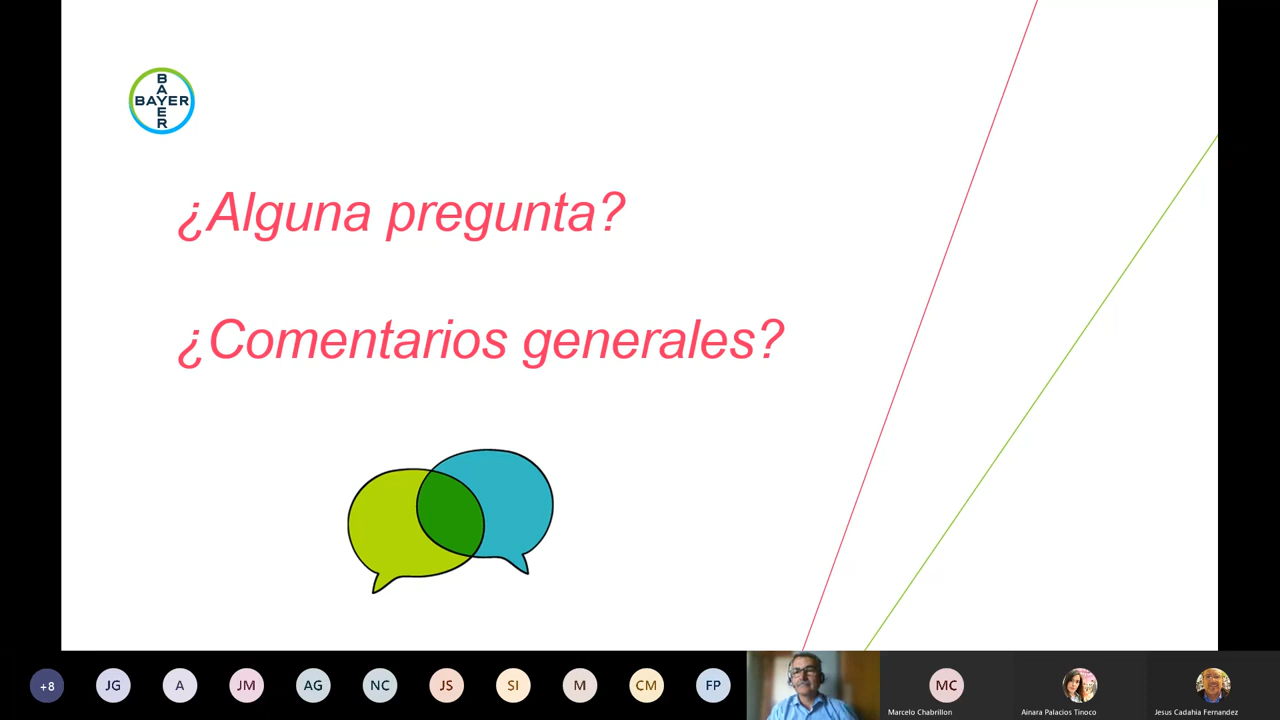 BAYER
BAYER
¿Alguna pregunta?
¿Comentarios generales?
+8
JG
A
JM
AG
NC
JS
SI
M
CM
FP
MC
Marcelo Chabrillon
Ainara Palacios Tinoco
Jesus Cadahia Fernandez